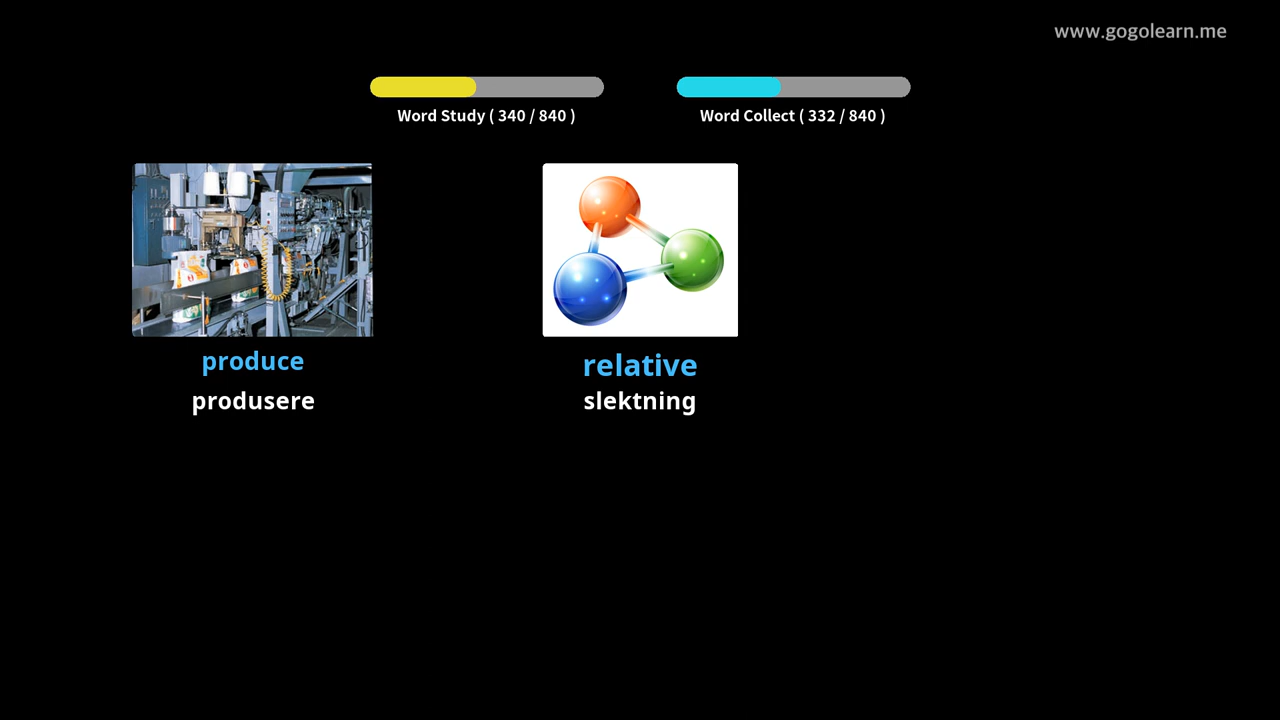 www.gogolearn.me
Word Study ( 340 / 840 )
Word Collect ( 332 / 840 )
produce
produsere
relative
slektning